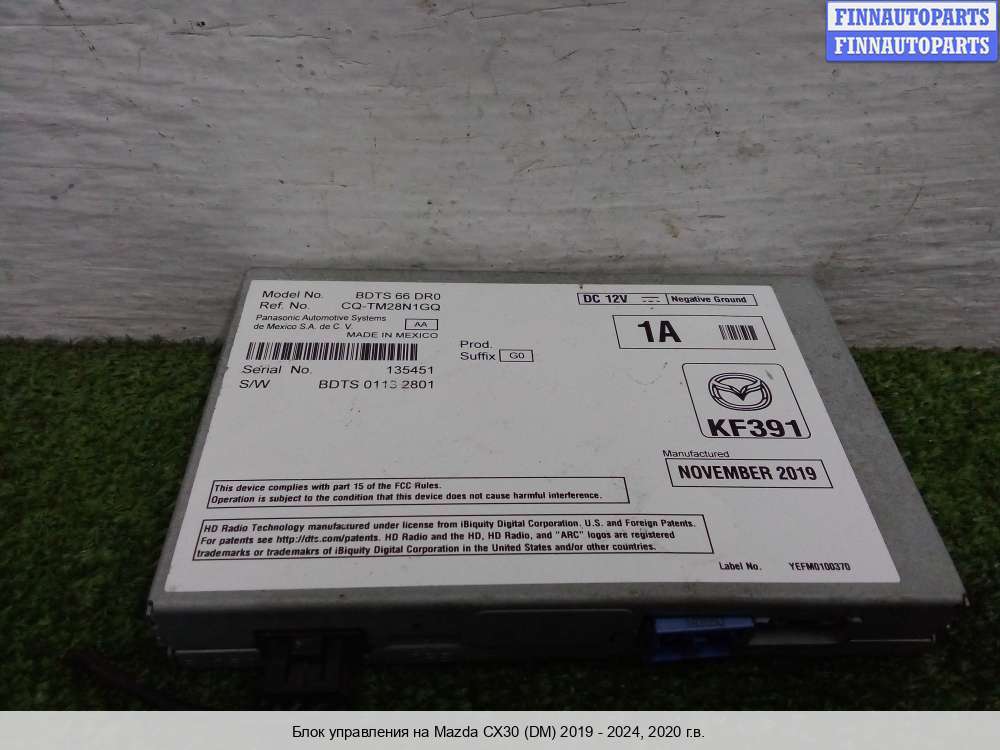 FINNAUTOPARTS
FINNAUTOPARTS
Model No. BDTS 66 DR0
Ref. No. CQ-TM28N1GQ
Panasonic Automotive Systems
de Mexico S.A. de C. V. AA
MADE IN MEXICO
Serial No. 135451
S/W BDTS 0113 2801
Prod.
Suffix G0
DC 12V Negative Ground
1A
KF391
Manufactured
NOVEMBER 2019
This device complies with part 15 of the FCC Rules.
Operation is subject to the condition that this device does not cause harmful interference.
HD Radio Technology manufactured under license from iBiquity Digital Corporation. U.S. and Foreign Patents.
For patents see http://dts.com/patents. HD Radio and the HD, HD Radio, and "ARC" logos are registered
trademarks or trademakrs of iBiquity Digital Corporation in the United States and/or other countries.
Label No. YEFM0100370
Блок управления на Mazda CX30 (DM) 2019 - 2024, 2020 г.в.